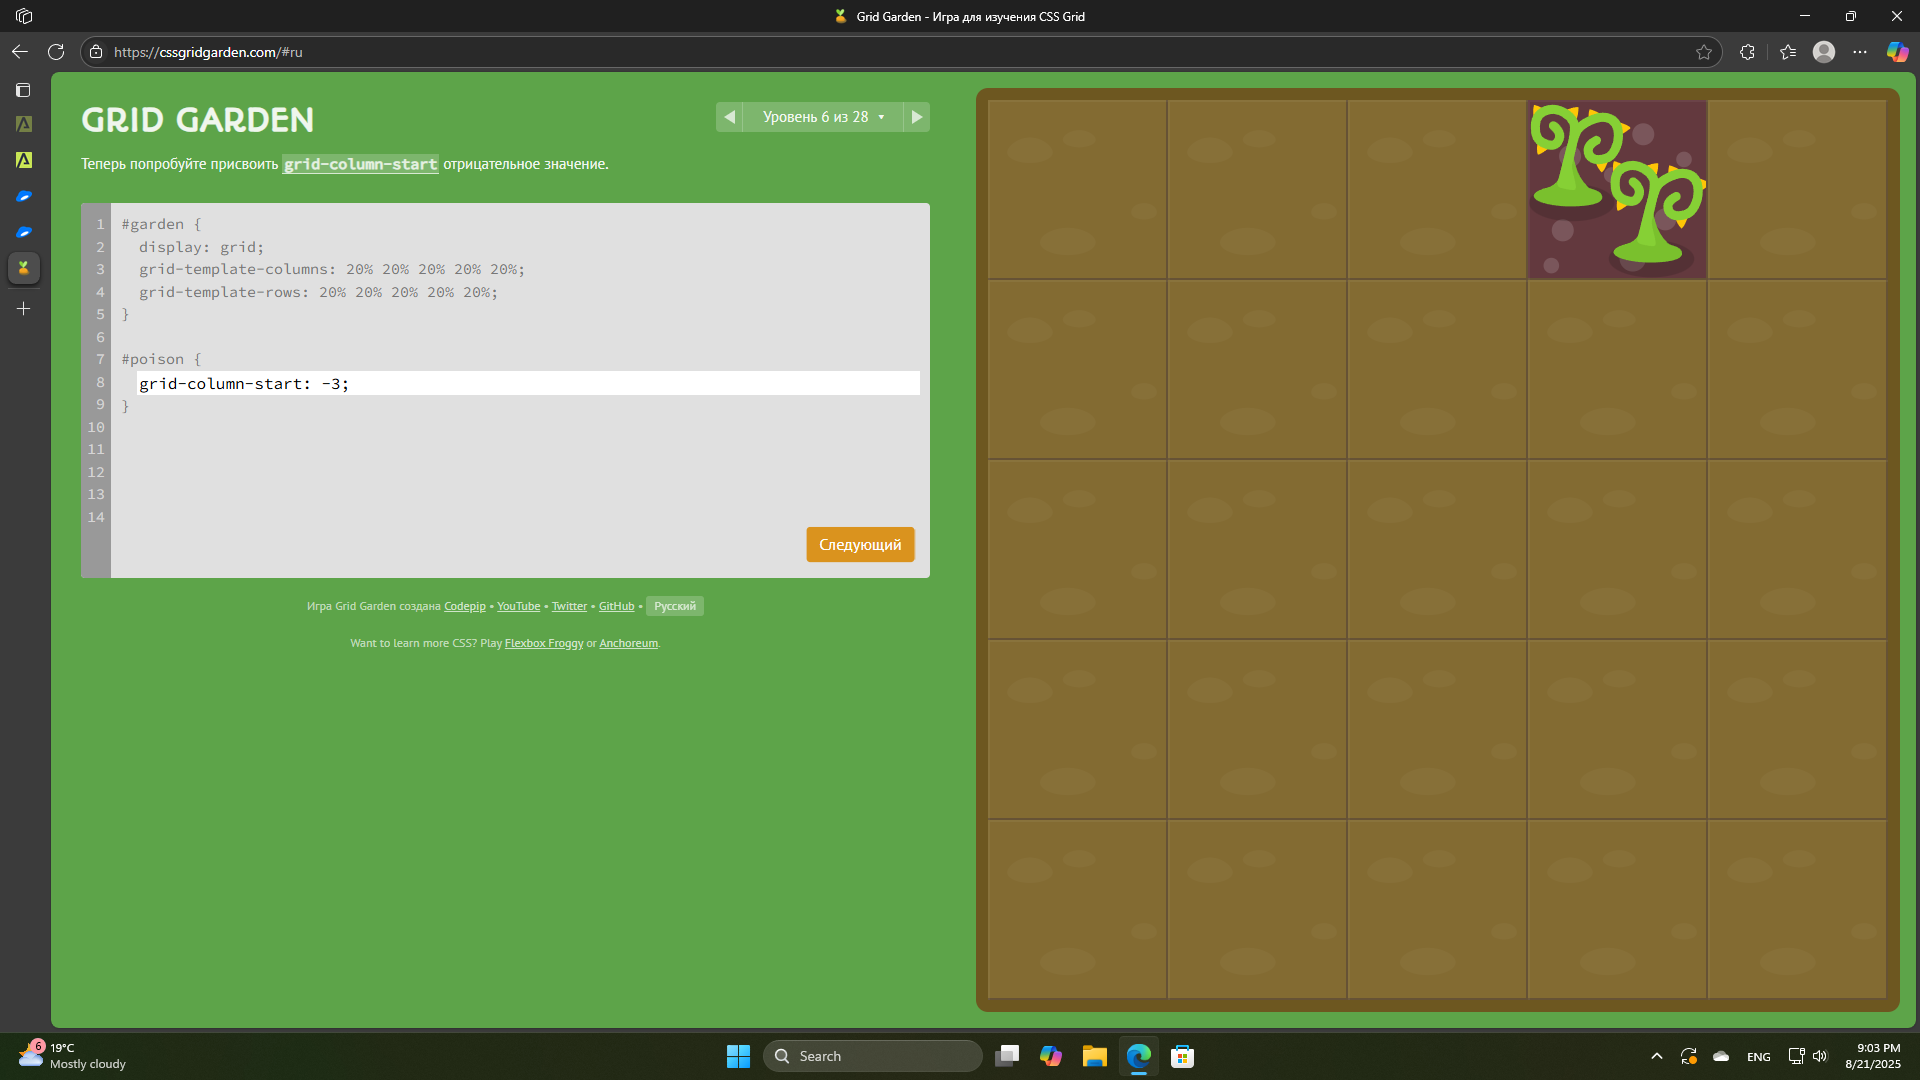 Grid Garden - Игра для изучения CSS Grid
https://cssgridgarden.com/#ru
GRID GARDEN
Уровень 6 из 28
Теперь попробуйте присвоить grid-column-start отрицательное значение.
1 #garden {
2 display: grid;
3 grid-template-columns: 20% 20% 20% 20% 20%;
4 grid-template-rows: 20% 20% 20% 20% 20%;
5 }
6
7 #poison {
8 grid-column-start: -3;
9 }
10
11
12
13
14
Следующий
Игра Grid Garden создана Codepip • YouTube • Twitter • GitHub • Русский
Want to learn more CSS? Play Flexbox Froggy or Anchoreum.
6
19°C
Mostly cloudy
Search
ENG
9:03 PM
8/21/2025